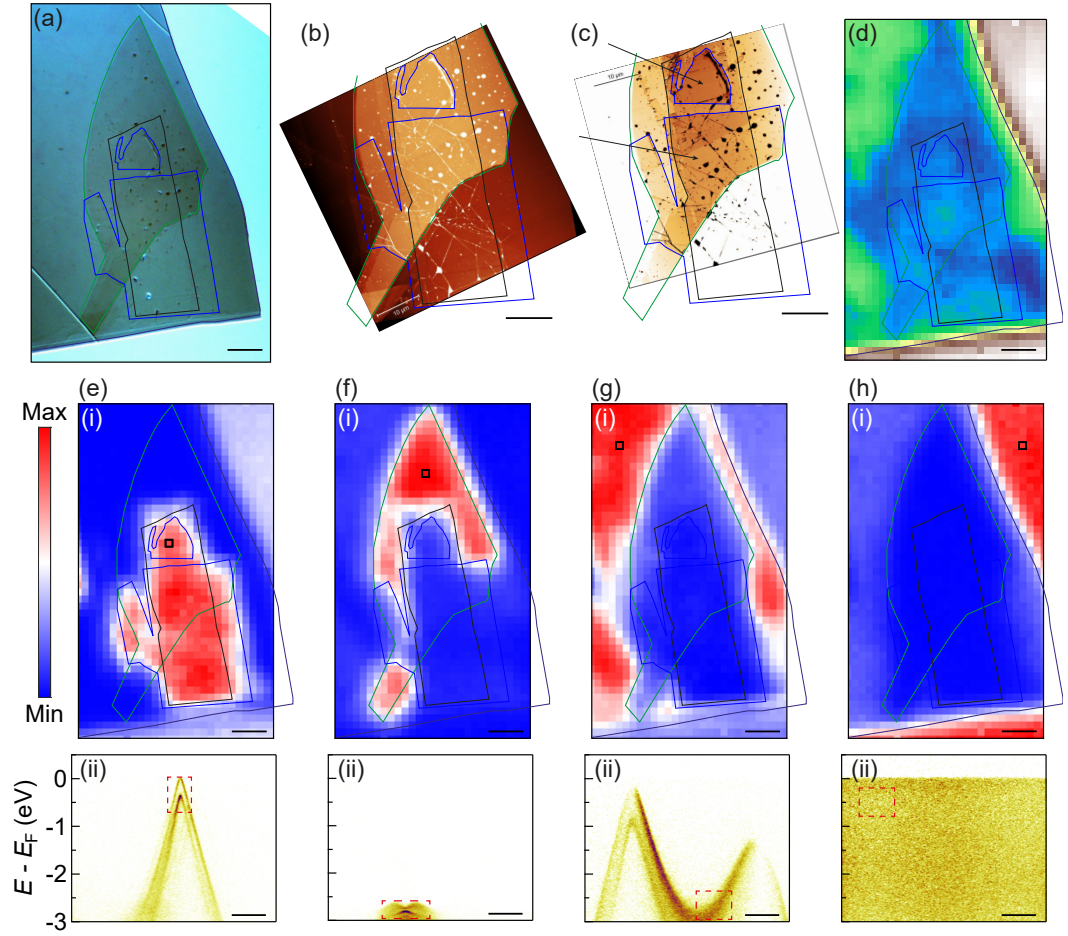 (a)
(b)
(c)
(d)
10 μm
10 μm
(e)
(f)
(g)
(h)
Max
Min
(i)
(i)
(i)
(i)
(ii)
(ii)
(ii)
(ii)
E - EF (eV)
0
-1
-2
-3